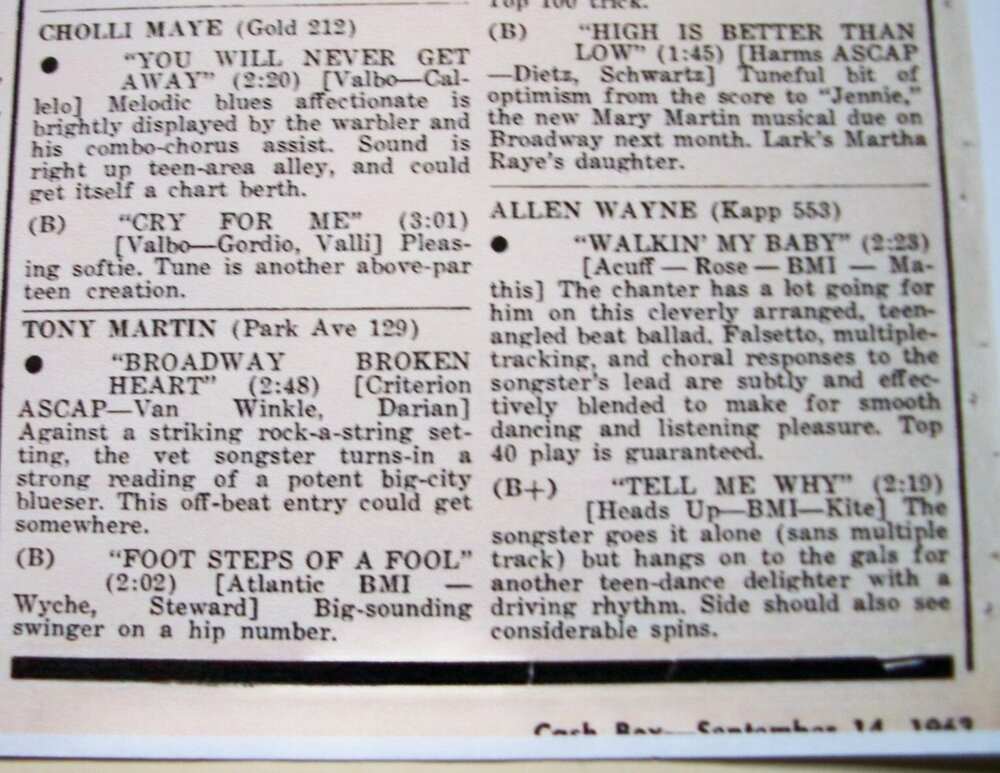 CHOLLI MAYE (Gold 212)
● "YOU WILL NEVER GET
AWAY" (2:20) [Valbo—Cal-
lelo] Melodic blues affectionate is
brightly displayed by the warbler and
his combo-chorus assist. Sound is
right up teen-area alley, and could
get itself a chart berth.
(B) "CRY FOR ME" (3:01)
[Valbo—Gordio, Valli] Pleas-
ing softie. Tune is another above-par
teen creation.
TONY MARTIN (Park Ave 129)
● "BROADWAY BROKEN
HEART" (2:48) [Criterion
ASCAP—Van Winkle, Darian]
Against a striking rock-a-string set-
ting, the vet songster turns-in a
strong reading of a potent big-city
blueser. This off-beat entry could get
somewhere.
(B) "FOOT STEPS OF A FOOL"
(2:02) [Atlantic BMI —
Wyche, Steward] Big-sounding
swinger on a hip number.
Top 100 trick.
(B) "HIGH IS BETTER THAN
LOW" (1:45) [Harms ASCAP
—Dietz, Schwartz] Tuneful bit of
optimism from the score to "Jennie,"
the new Mary Martin musical due on
Broadway next month. Lark's Martha
Raye's daughter.
ALLEN WAYNE (Kapp 553)
● "WALKIN' MY BABY" (2:23)
[Acuff — Rose — BMI — Ma-
this] The chanter has a lot going for
him on this cleverly arranged, teen-
angled beat ballad. Falsetto, multiple-
tracking, and choral responses to the
songster's lead are subtly and effec-
tively blended to make for smooth
dancing and listening pleasure. Top
40 play is guaranteed.
(B+) "TELL ME WHY" (2:19)
[Heads Up—BMI—Kite] The
songster goes it alone (sans multiple
track) but hangs on to the gals for
another teen-dance delighter with a
driving rhythm. Side should also see
considerable spins.
Cash Box—September 14, 1963